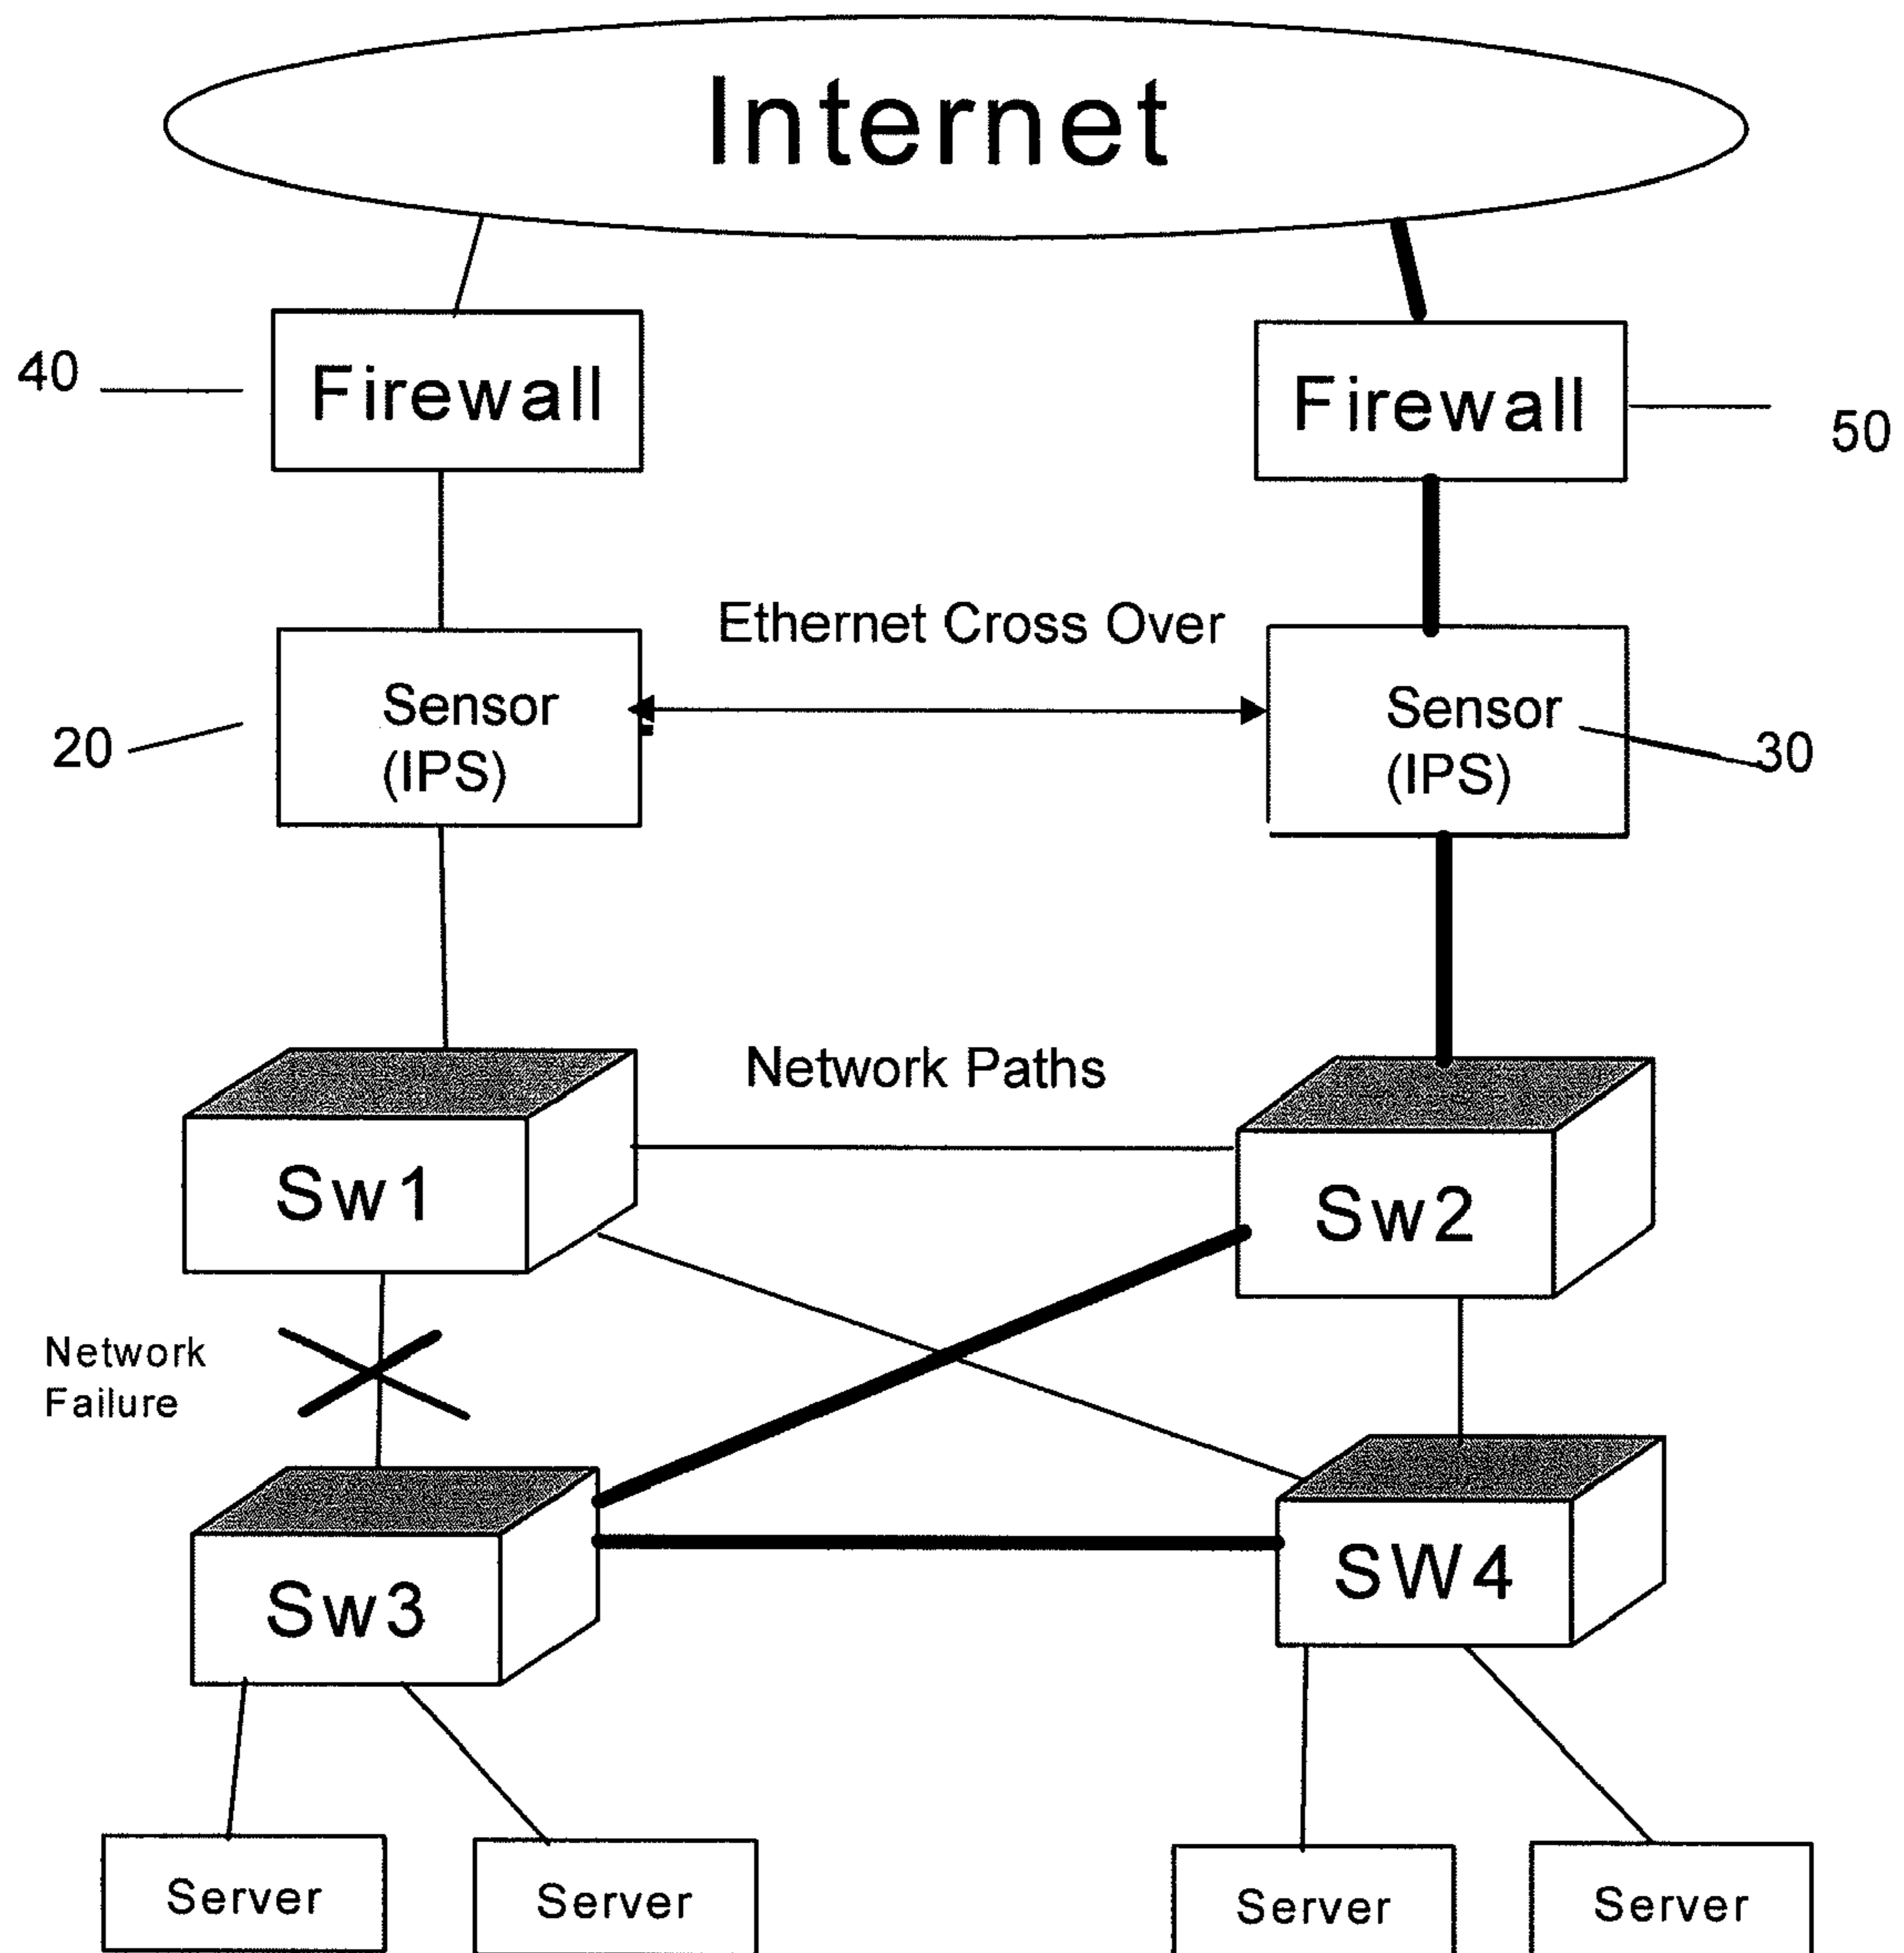 Internet
40
Firewall
Firewall
50
Ethernet Cross Over
20
Sensor
(IPS)
Sensor
(IPS)
30
Network Paths
Sw1
Sw2
Network
Failure
Sw3
SW4
Server
Server
Server
Server